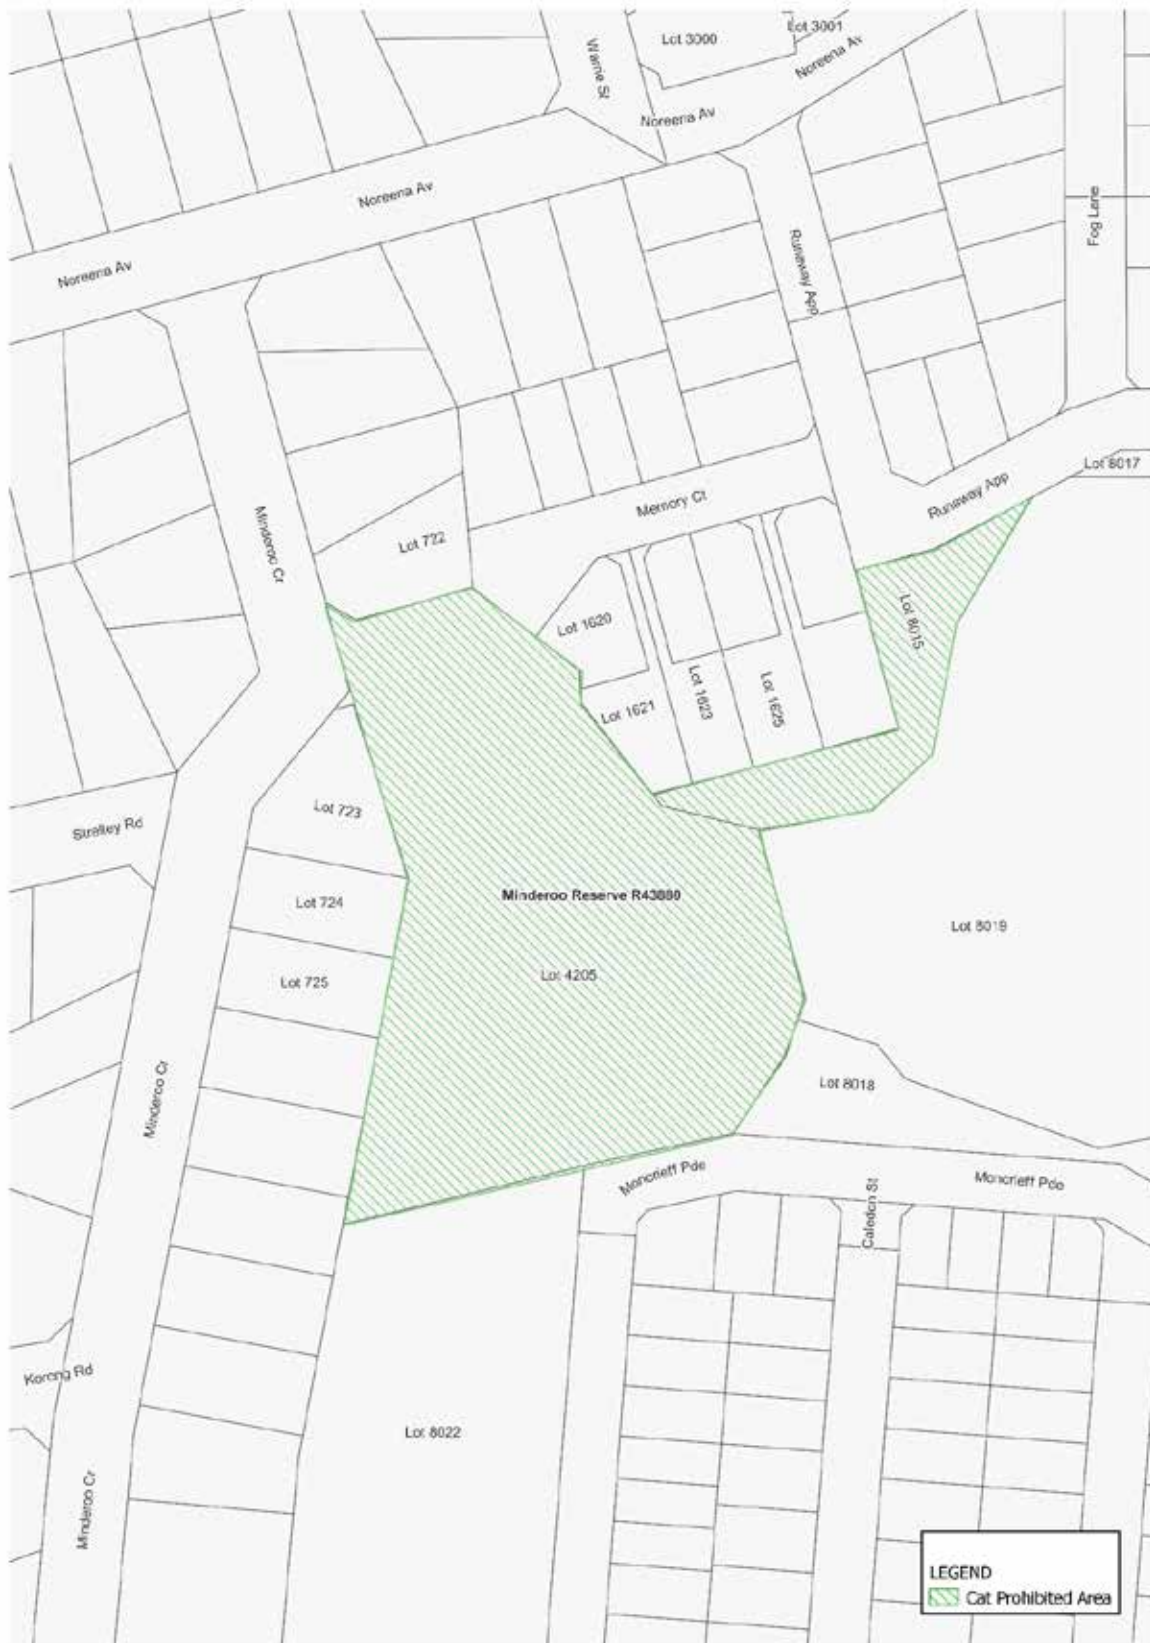 Lot 3000
Lot 3001
Warrie St
Noreena Av
Noreena Av
Noreena Av
Noreena Av
Fog Lane
Runaway App
Lot 8017
Runaway App
Memory Ct
Minderoo Cr
Lot 722
Lot 1620
Lot 8015
Lot 1621
Lot 1623
Lot 1625
Lot 723
Strelley Rd
Minderoo Reserve R43880
Lot 724
Lot 8019
Lot 4205
Lot 725
Lot 8018
Minderoo Cr
Moncrieff Pde
Moncrieff Pde
Caledon St
Korong Rd
Lot 8022
Minderoo Cr
LEGEND
Cat Prohibited Area